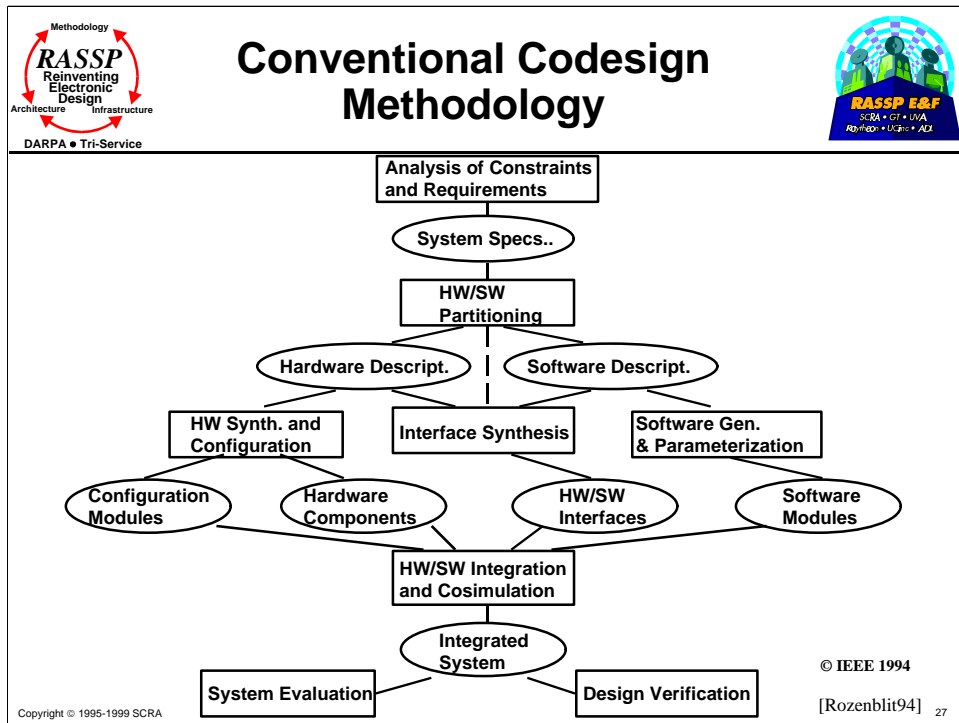 Methodology
RASSP
Reinventing
Electronic
Design
Architecture Infrastructure
DARPA ● Tri-Service
Conventional Codesign
Methodology
RASSP E&F
SCRA • GT • UVA
Raytheon • UCinc • ADL
Analysis of Constraints
and Requirements
System Specs..
HW/SW
Partitioning
Hardware Descript.
Software Descript.
HW Synth. and
Configuration
Interface Synthesis
Software Gen.
& Parameterization
Configuration
Modules
Hardware
Components
HW/SW
Interfaces
Software
Modules
HW/SW Integration
and Cosimulation
Integrated
System
System Evaluation
Design Verification
© IEEE 1994
[Rozenblit94]
Copyright © 1995-1999 SCRA
27